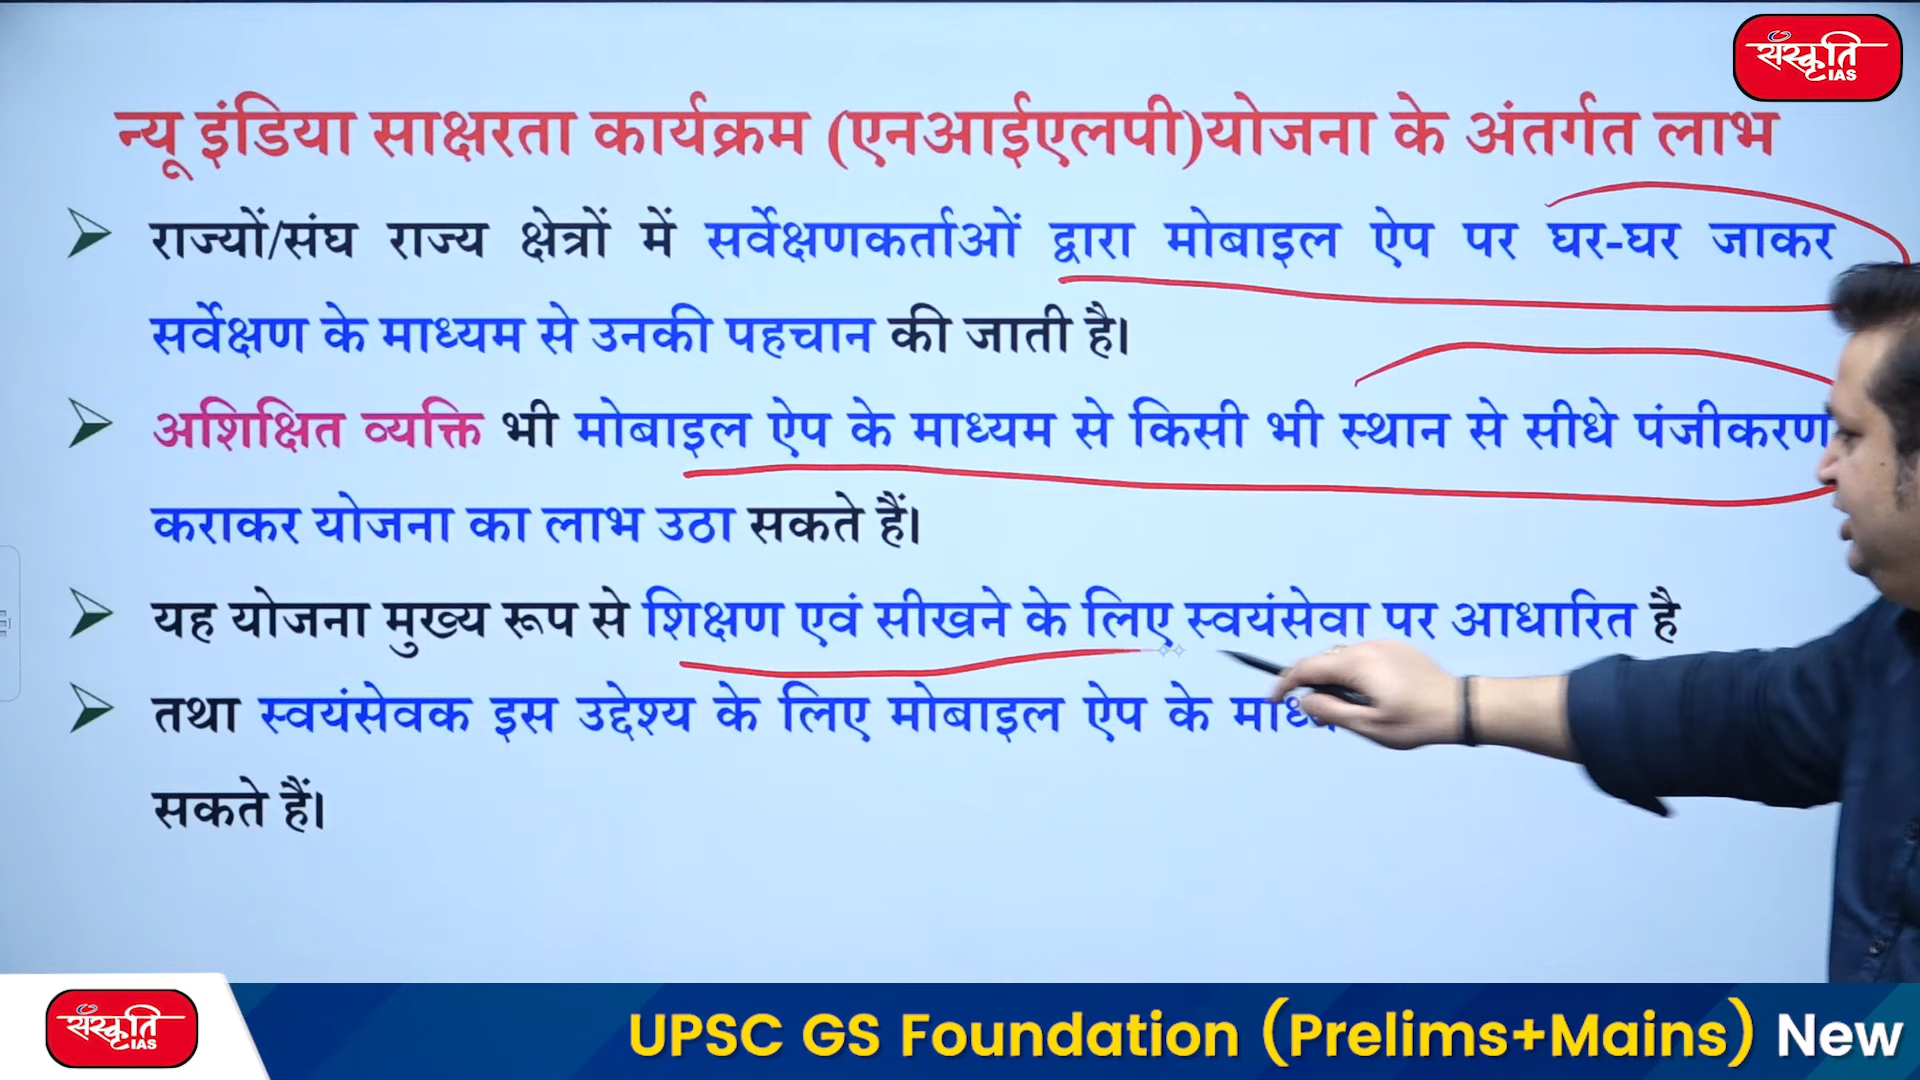 संस्कृति
IAS
न्यू इंडिया साक्षरता कार्यक्रम (एनआईएलपी)योजना के अंतर्गत लाभ
राज्यों/संघ राज्य क्षेत्रों में सर्वेक्षणकर्ताओं द्वारा मोबाइल ऐप पर घर-घर जाकर
सर्वेक्षण के माध्यम से उनकी पहचान की जाती है।
अशिक्षित व्यक्ति भी मोबाइल ऐप के माध्यम से किसी भी स्थान से सीधे पंजीकरण
कराकर योजना का लाभ उठा सकते हैं।
यह योजना मुख्य रूप से शिक्षण एवं सीखने के लिए स्वयंसेवा पर आधारित है
तथा स्वयंसेवक इस उद्देश्य के लिए मोबाइल ऐप के
सकते हैं।
संस्कृति
IAS
UPSC GS Foundation (Prelims+Mains) New